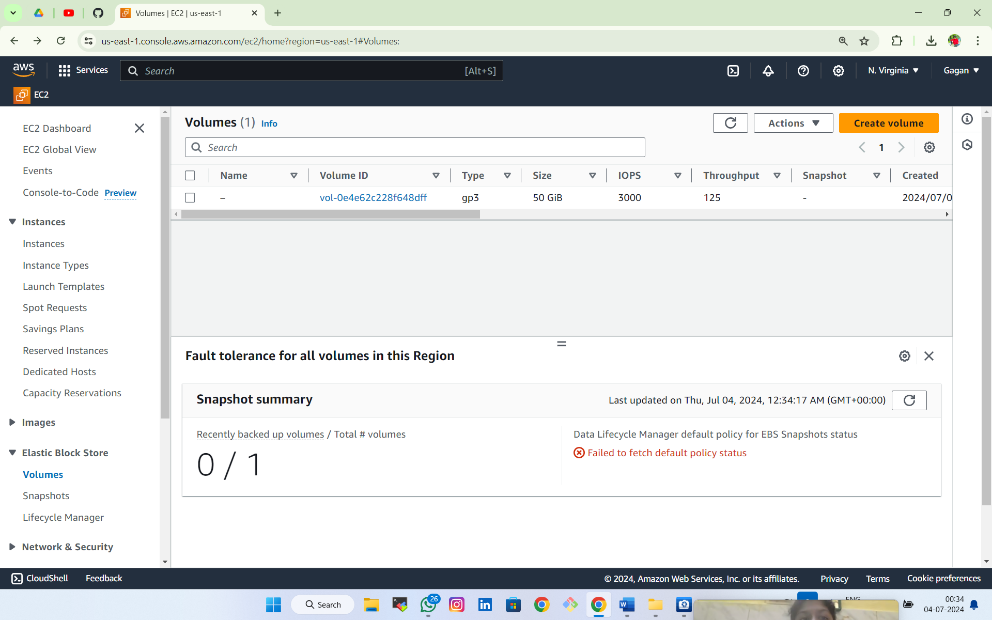 Volumes | EC2 | us-east-1
us-east-1.console.aws.amazon.com/ec2/home?region=us-east-1#Volumes:
aws
Services
Search
[Alt+S]
N. Virginia
Gagan
EC2
EC2 Dashboard
EC2 Global View
Events
Console-to-Code Preview
Instances
Instances
Instance Types
Launch Templates
Spot Requests
Savings Plans
Reserved Instances
Dedicated Hosts
Capacity Reservations
Images
Elastic Block Store
Volumes
Snapshots
Lifecycle Manager
Network & Security
Volumes (1) Info
Actions
Create volume
Search
1
Name Volume ID Type Size IOPS Throughput Snapshot Created
– vol-0e4e62c228f648dff gp3 50 GiB 3000 125 - 2024/07/0
Fault tolerance for all volumes in this Region
Snapshot summary
Last updated on Thu, Jul 04, 2024, 12:34:17 AM (GMT+00:00)
Recently backed up volumes / Total # volumes
0 / 1
Data Lifecycle Manager default policy for EBS Snapshots status
Failed to fetch default policy status
CloudShell Feedback
© 2024, Amazon Web Services, Inc. or its affiliates. Privacy Terms Cookie preferences
Search
26
00:34
04-07-2024